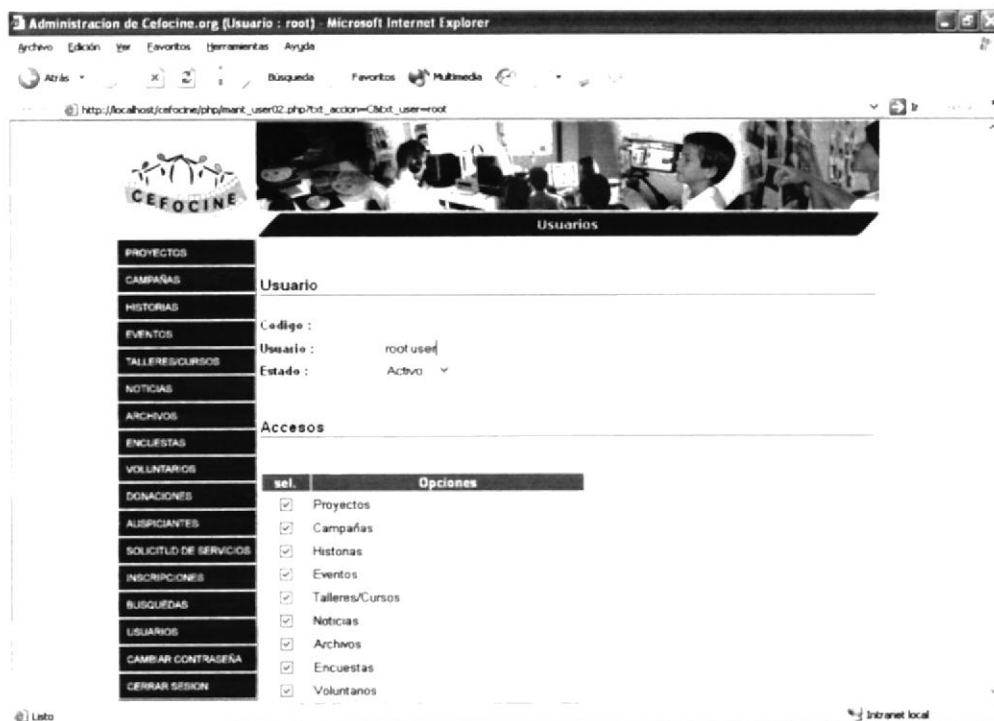 Administracion de Cefocine.org (Usuario : root) - Microsoft Internet Explorer
Archivo Edición Ver Favoritos Herramientas Ayuda
Atrás Búsqueda Favoritos Multimedia
http://localhost/cefocine/php/mant_user02.php?txt_accion=C&txt_user=root Ir
CEFOCINE
Usuarios
PROYECTOS
CAMPAÑAS
HISTORIAS
EVENTOS
TALLERES/CURSOS
NOTICIAS
ARCHIVOS
ENCUESTAS
VOLUNTARIOS
DONACIONES
AUSPICIANTES
SOLICITUD DE SERVICIOS
INSCRIPCIONES
BUSQUEDAS
USUARIOS
CAMBIAR CONTRASEÑA
CERRAR SESION
Usuario
Codigo :
Usuario : root user
Estado : Activo
Accesos
sel. Opciones
Proyectos
Campañas
Historias
Eventos
Talleres/Cursos
Noticias
Archivos
Encuestas
Voluntarios
Listo Intranet local